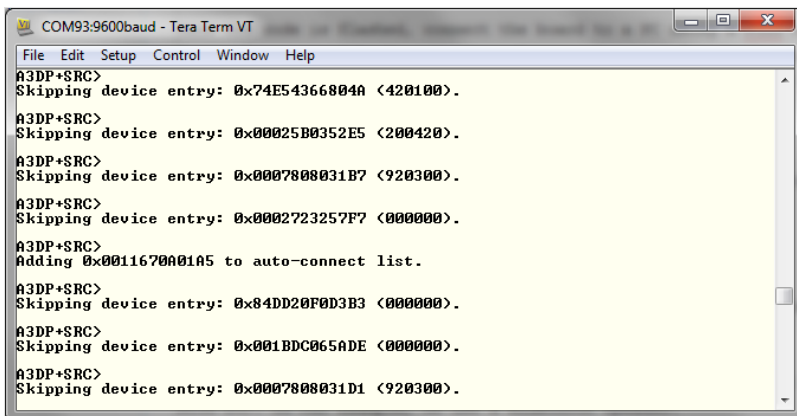 COM93:9600baud - Tera Term VT
File Edit Setup Control Window Help
A3DP+SRC>
Skipping device entry: 0x74E54366804A (420100).
A3DP+SRC>
Skipping device entry: 0x00025B0352E5 (200420).
A3DP+SRC>
Skipping device entry: 0x0007808031B7 (920300).
A3DP+SRC>
Skipping device entry: 0x0002723257F7 (000000).
A3DP+SRC>
Adding 0x0011670A01A5 to auto-connect list.
A3DP+SRC>
Skipping device entry: 0x84DD20F0D3B3 (000000).
A3DP+SRC>
Skipping device entry: 0x001BDC065ADE (000000).
A3DP+SRC>
Skipping device entry: 0x0007808031D1 (920300).